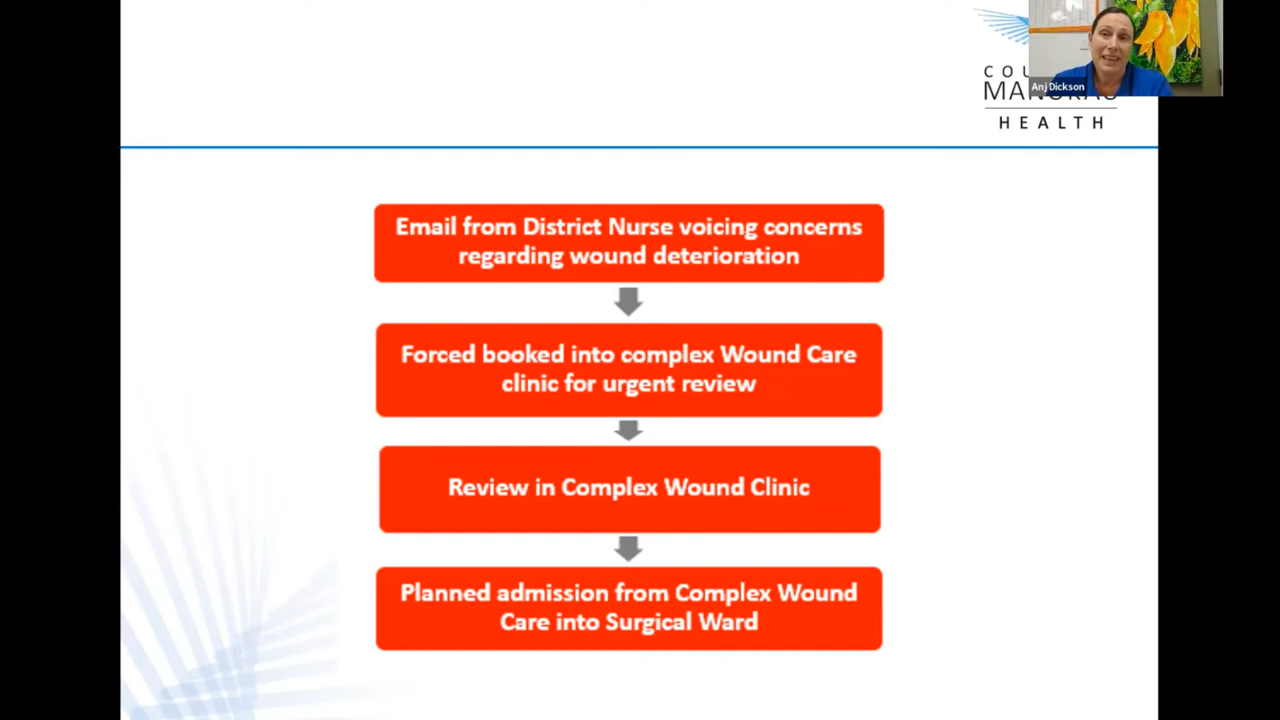 Anj Dickson
HEALTH
Email from District Nurse voicing concerns
regarding wound deterioration
Forced booked into complex Wound Care
clinic for urgent review
Review in Complex Wound Clinic
Planned admission from Complex Wound
Care into Surgical Ward